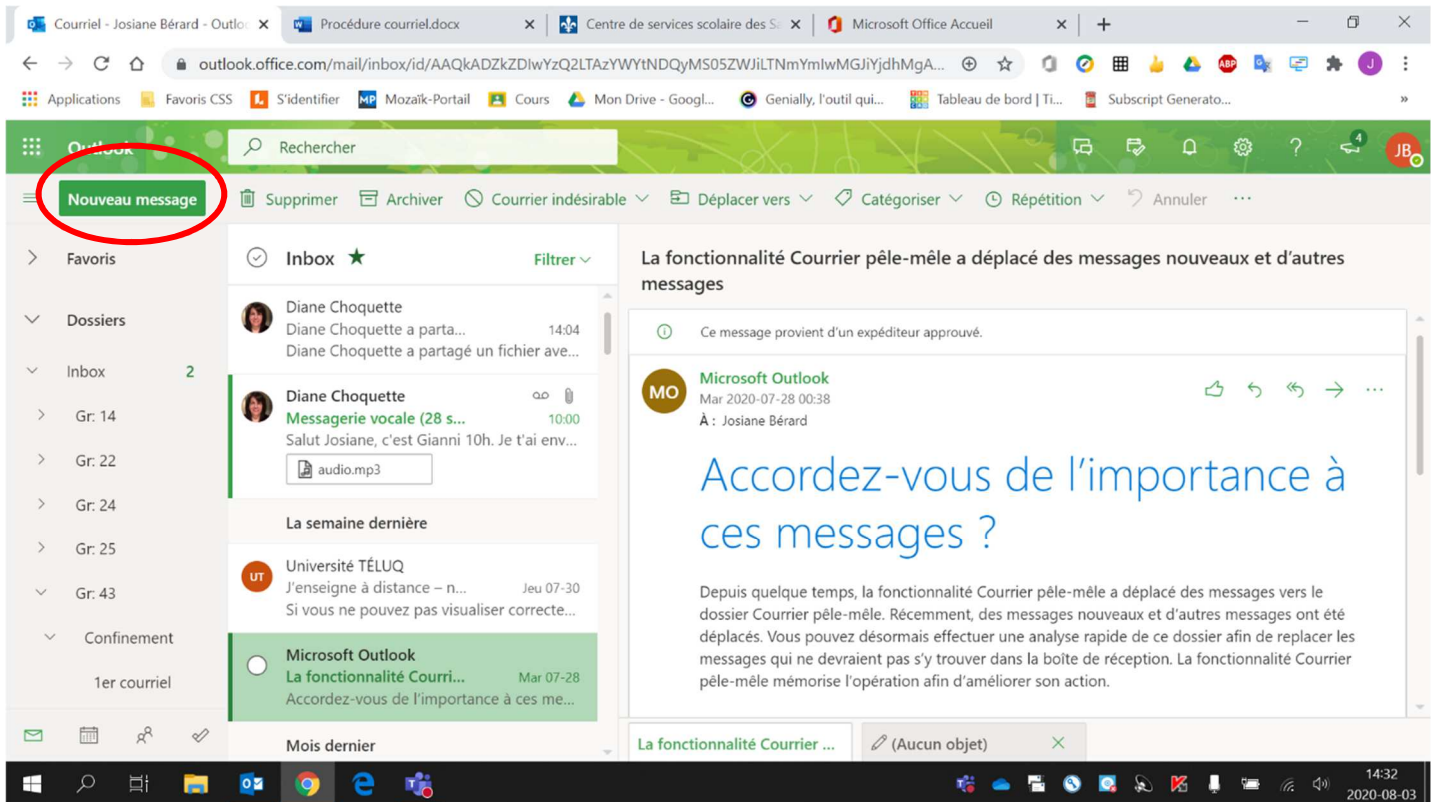 Courriel - Josiane Bérard - Outloo
Procédure courriel.docx
Centre de services scolaire des Sa
Microsoft Office Accueil
outlook.office.com/mail/inbox/id/AAQkADZkZDIwYzQ2LTAzYWYtNDQyMS05ZWJiLTNmYmIwMGJiYjdhMgA...
ABP
J
Applications
Favoris CSS
S'identifier
MP Mozaïk-Portail
Cours
Mon Drive - Googl...
Genially, l'outil qui...
Tableau de bord | Ti...
Subscript Generato...
»
Outlook
Rechercher
4
JB
Nouveau message
Supprimer
Archiver
Courrier indésirable
Déplacer vers
Catégoriser
Répétition
Annuler
Favoris
Dossiers
Inbox 2
Gr: 14
Gr: 22
Gr: 24
Gr: 25
Gr: 43
Confinement
1er courriel
Inbox ★
Filtrer
Diane Choquette
Diane Choquette a parta... 14:04
Diane Choquette a partagé un fichier ave...
Diane Choquette
Messagerie vocale (28 s... 10:00
Salut Josiane, c'est Gianni 10h. Je t'ai env...
audio.mp3
La semaine dernière
UT
Université TÉLUQ
J'enseigne à distance – n... Jeu 07-30
Si vous ne pouvez pas visualiser correcte...
Microsoft Outlook
La fonctionnalité Courri... Mar 07-28
Accordez-vous de l'importance à ces me...
Mois dernier
La fonctionnalité Courrier pêle-mêle a déplacé des messages nouveaux et d'autres
messages
Ce message provient d'un expéditeur approuvé.
MO
Microsoft Outlook
Mar 2020-07-28 00:38
À : Josiane Bérard
Accordez-vous de l'importance à
ces messages ?
Depuis quelque temps, la fonctionnalité Courrier pêle-mêle a déplacé des messages vers le
dossier Courrier pêle-mêle. Récemment, des messages nouveaux et d'autres messages ont été
déplacés. Vous pouvez désormais effectuer une analyse rapide de ce dossier afin de replacer les
messages qui ne devraient pas s'y trouver dans la boîte de réception. La fonctionnalité Courrier
pêle-mêle mémorise l'opération afin d'améliorer son action.
La fonctionnalité Courrier ...
(Aucun objet)
14:32
2020-08-03